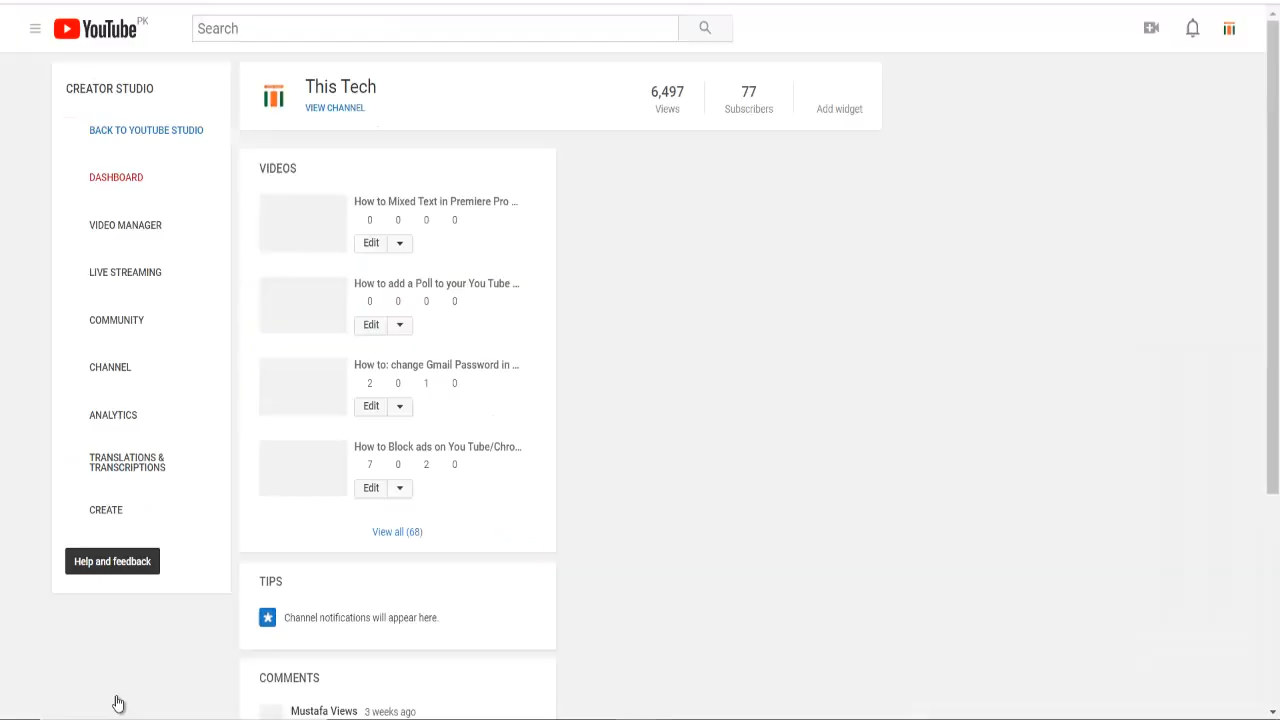 YouTube PK
Search
CREATOR STUDIO
BACK TO YOUTUBE STUDIO
DASHBOARD
VIDEO MANAGER
LIVE STREAMING
COMMUNITY
CHANNEL
ANALYTICS
TRANSLATIONS &
TRANSCRIPTIONS
CREATE
Help and feedback
This Tech
VIEW CHANNEL
6,497
Views
77
Subscribers
Add widget
VIDEOS
How to Mixed Text in Premiere Pro ...
0 0 0 0
Edit
How to add a Poll to your You Tube ...
0 0 0 0
Edit
How to: change Gmail Password in ...
2 0 1 0
Edit
How to Block ads on You Tube/Chro...
7 0 2 0
Edit
View all (68)
TIPS
Channel notifications will appear here.
COMMENTS
Mustafa Views 3 weeks ago